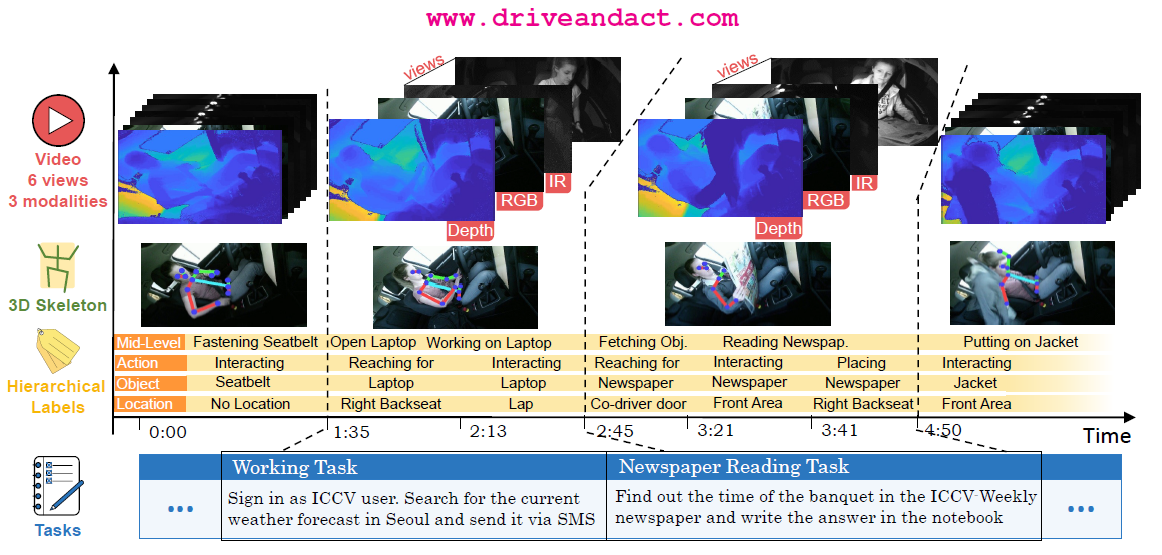 www.driveandact.com
views
views
Video
6 views
3 modalities
IR
RGB
Depth
IR
RGB
Depth
3D Skeleton
Hierarchical
Labels
Mid-Level Fastening Seatbelt Open Laptop Working on Laptop Fetching Obj. Reading Newspap. Putting on Jacket
Action Interacting Reaching for Interacting Reaching for Interacting Placing Interacting
Object Seatbelt Laptop Laptop Newspaper Newspaper Newspaper Jacket
Location No Location Right Backseat Lap Co-driver door Front Area Right Backseat Front Area
0:00 1:35 2:13 2:45 3:21 3:41 4:50 Time
Tasks
...
Working Task
Sign in as ICCV user. Search for the current
weather forecast in Seoul and send it via SMS
Newspaper Reading Task
Find out the time of the banquet in the ICCV-Weekly
newspaper and write the answer in the notebook
...